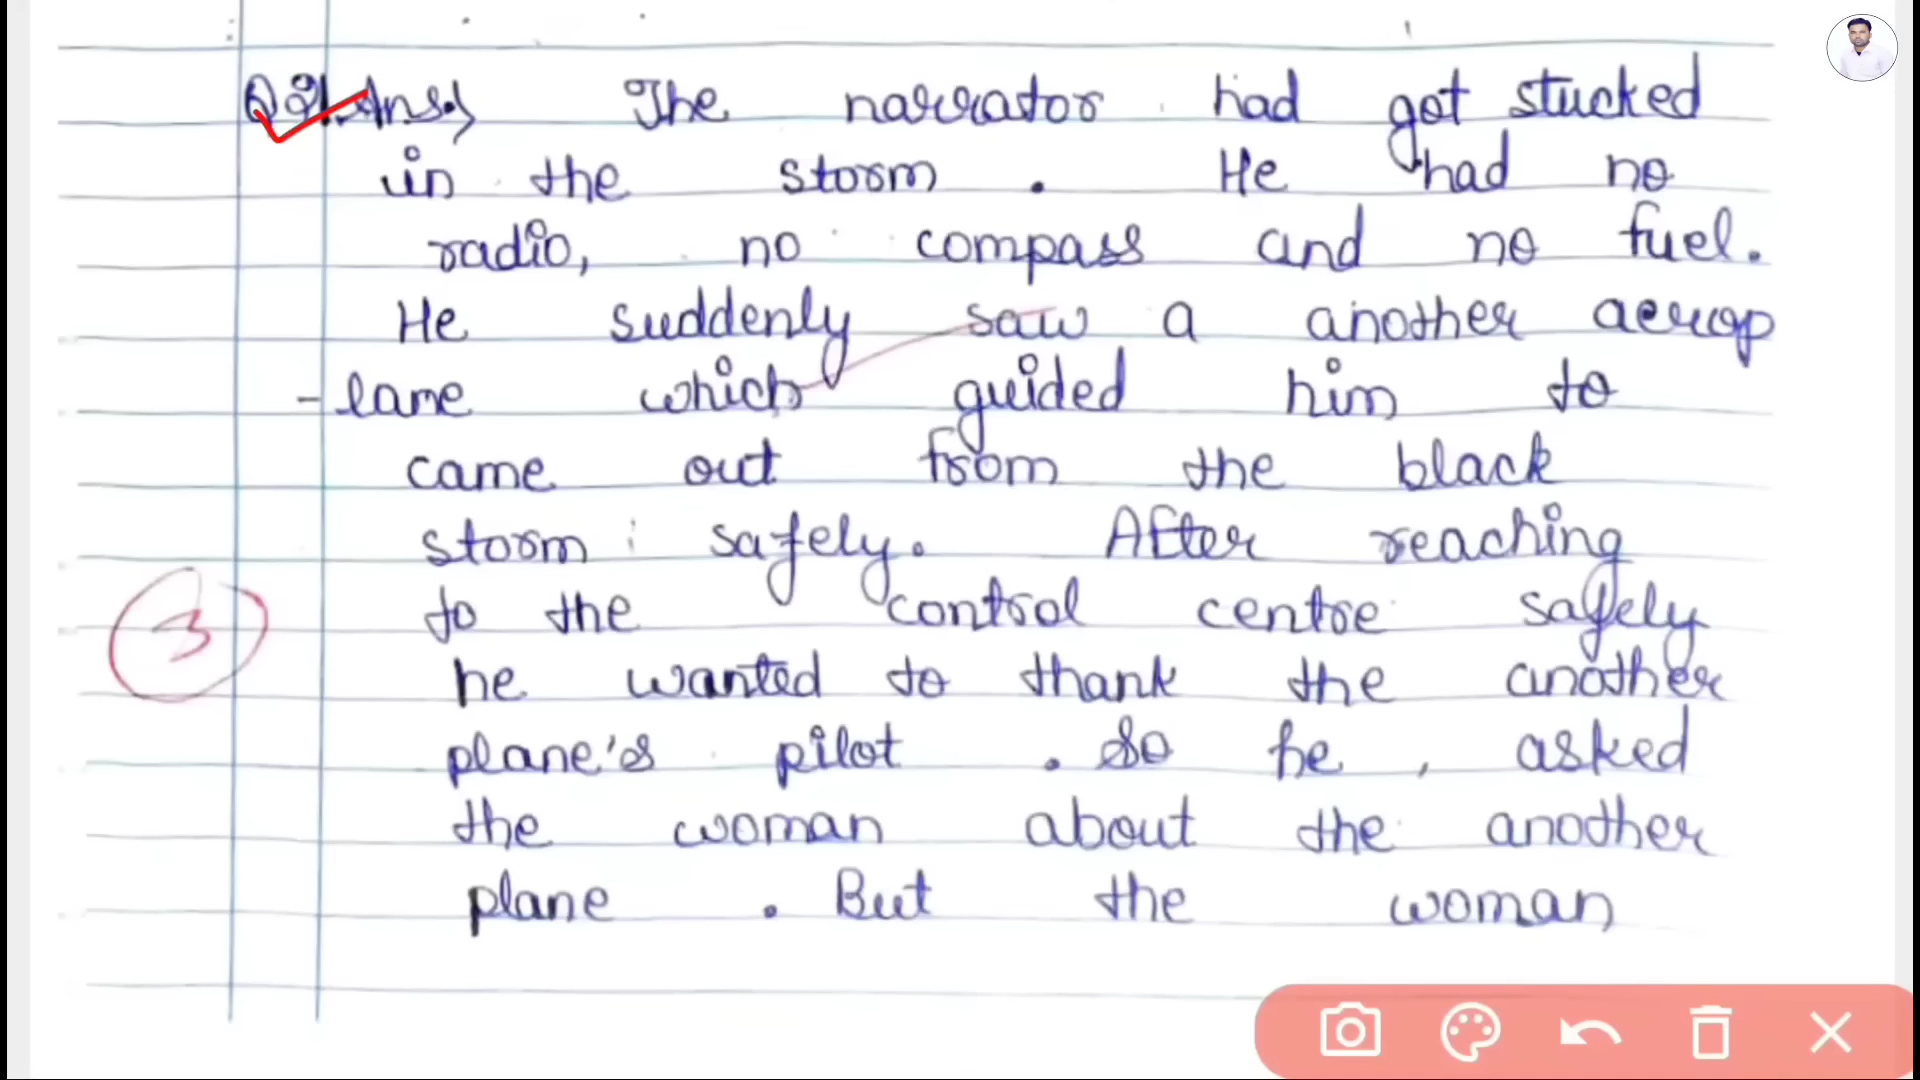 Q21.Ans.) The narrator had got stucked
in the storm . He had no
radio, no compass and no fuel.
He suddenly saw a another aerop
-lane which guided him to
came out from the black
storm safely. After reaching
to the control centre safely
he wanted to thank the another
plane's pilot . So he , asked
the woman about the another
plane . But the woman
3